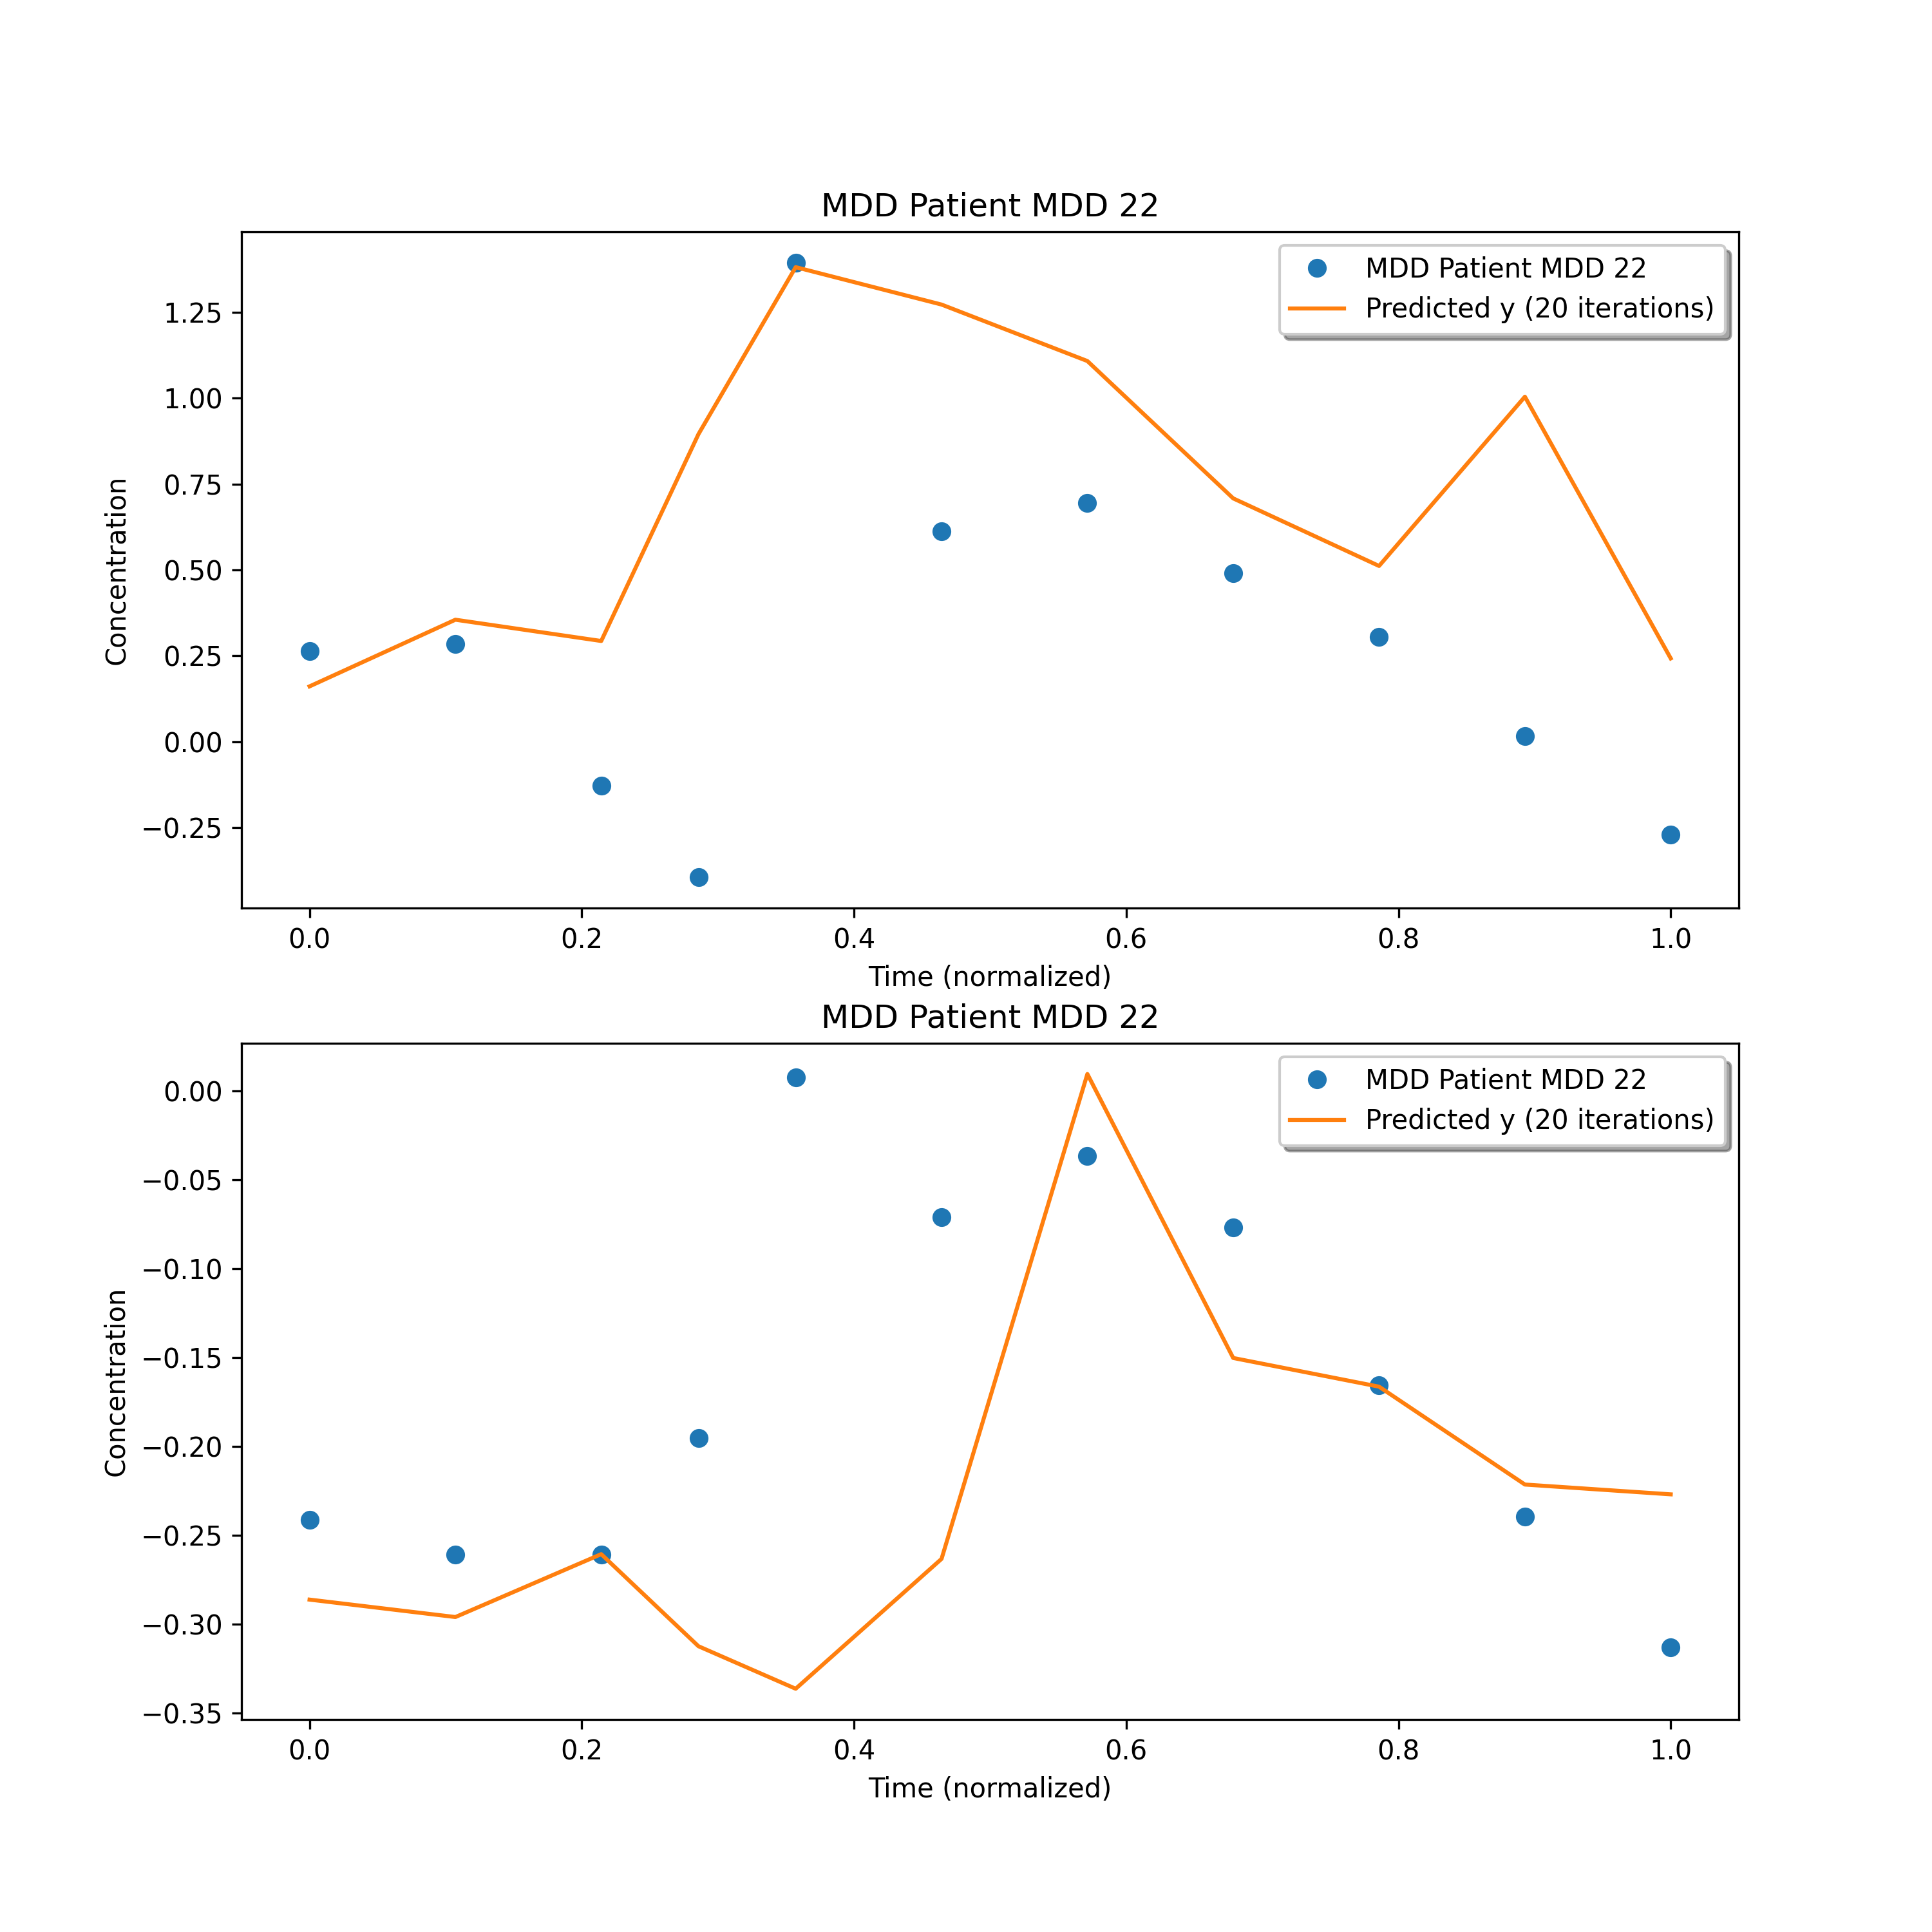 MDD Patient MDD 22
MDD Patient MDD 22
Predicted y (20 iterations)
Concentration
1.25
1.00
0.75
0.50
0.25
0.00
−0.25
0.0 0.2 0.4 0.6 0.8 1.0
Time (normalized)
MDD Patient MDD 22
MDD Patient MDD 22
Predicted y (20 iterations)
Concentration
0.00
−0.05
−0.10
−0.15
−0.20
−0.25
−0.30
−0.35
0.0 0.2 0.4 0.6 0.8 1.0
Time (normalized)